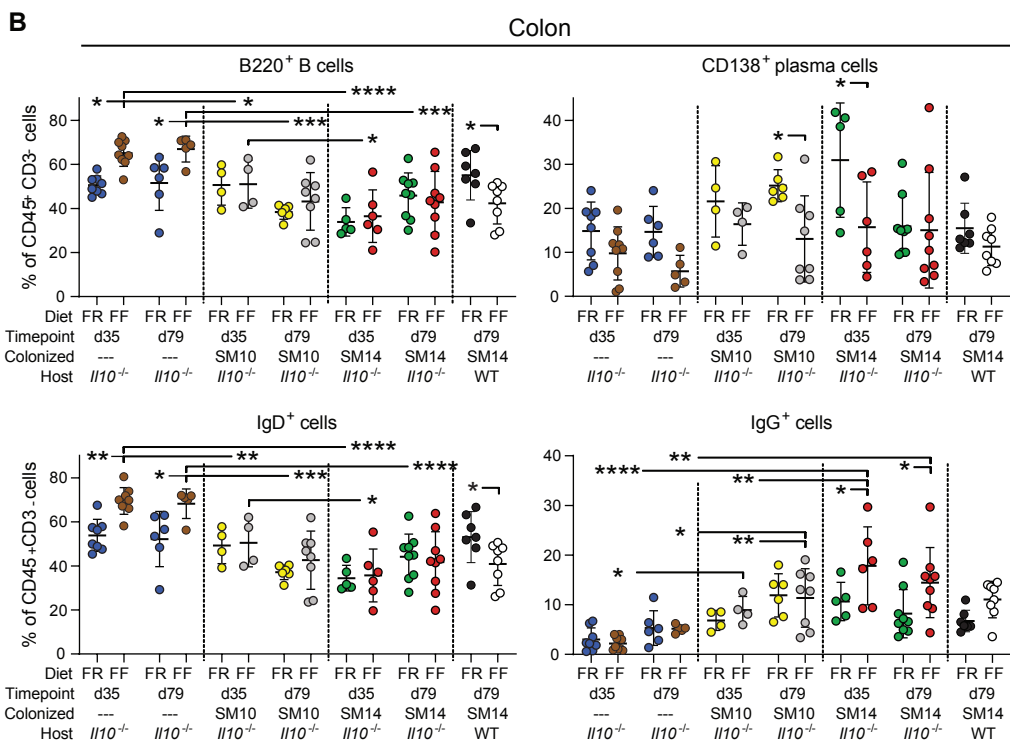 B
Colon
B220+ B cells
CD138+ plasma cells
* * **** * *** *** * *
* *
% of CD45+ CD3- cells
80
60
40
20
0
40
30
20
10
0
Diet FR FF FR FF FR FF FR FF FR FF FR FF FR FF
Timepoint d35 d79 d35 d79 d35 d79 d79
Colonized --- --- SM10 SM10 SM14 SM14 SM14
Host Il10-/- Il10-/- Il10-/- Il10-/- Il10-/- Il10-/- WT
FR FF FR FF FR FF FR FF FR FF FR FF FR FF
d35 d79 d35 d79 d35 d79 d79
--- --- SM10 SM10 SM14 SM14 SM14
Il10-/- Il10-/- Il10-/- Il10-/- Il10-/- Il10-/- WT
IgD+ cells
IgG+ cells
** ** **** * *** **** * *
**** ** ** * * * ** *
% of CD45+CD3- cells
80
60
40
20
0
40
30
20
10
0
Diet FR FF FR FF FR FF FR FF FR FF FR FF FR FF
Timepoint d35 d79 d35 d79 d35 d79 d79
Colonized --- --- SM10 SM10 SM14 SM14 SM14
Host Il10-/- Il10-/- Il10-/- Il10-/- Il10-/- Il10-/- WT
FR FF FR FF FR FF FR FF FR FF FR FF FR FF
d35 d79 d35 d79 d35 d79 d79
--- --- SM10 SM10 SM14 SM14 SM14
Il10-/- Il10-/- Il10-/- Il10-/- Il10-/- Il10-/- WT